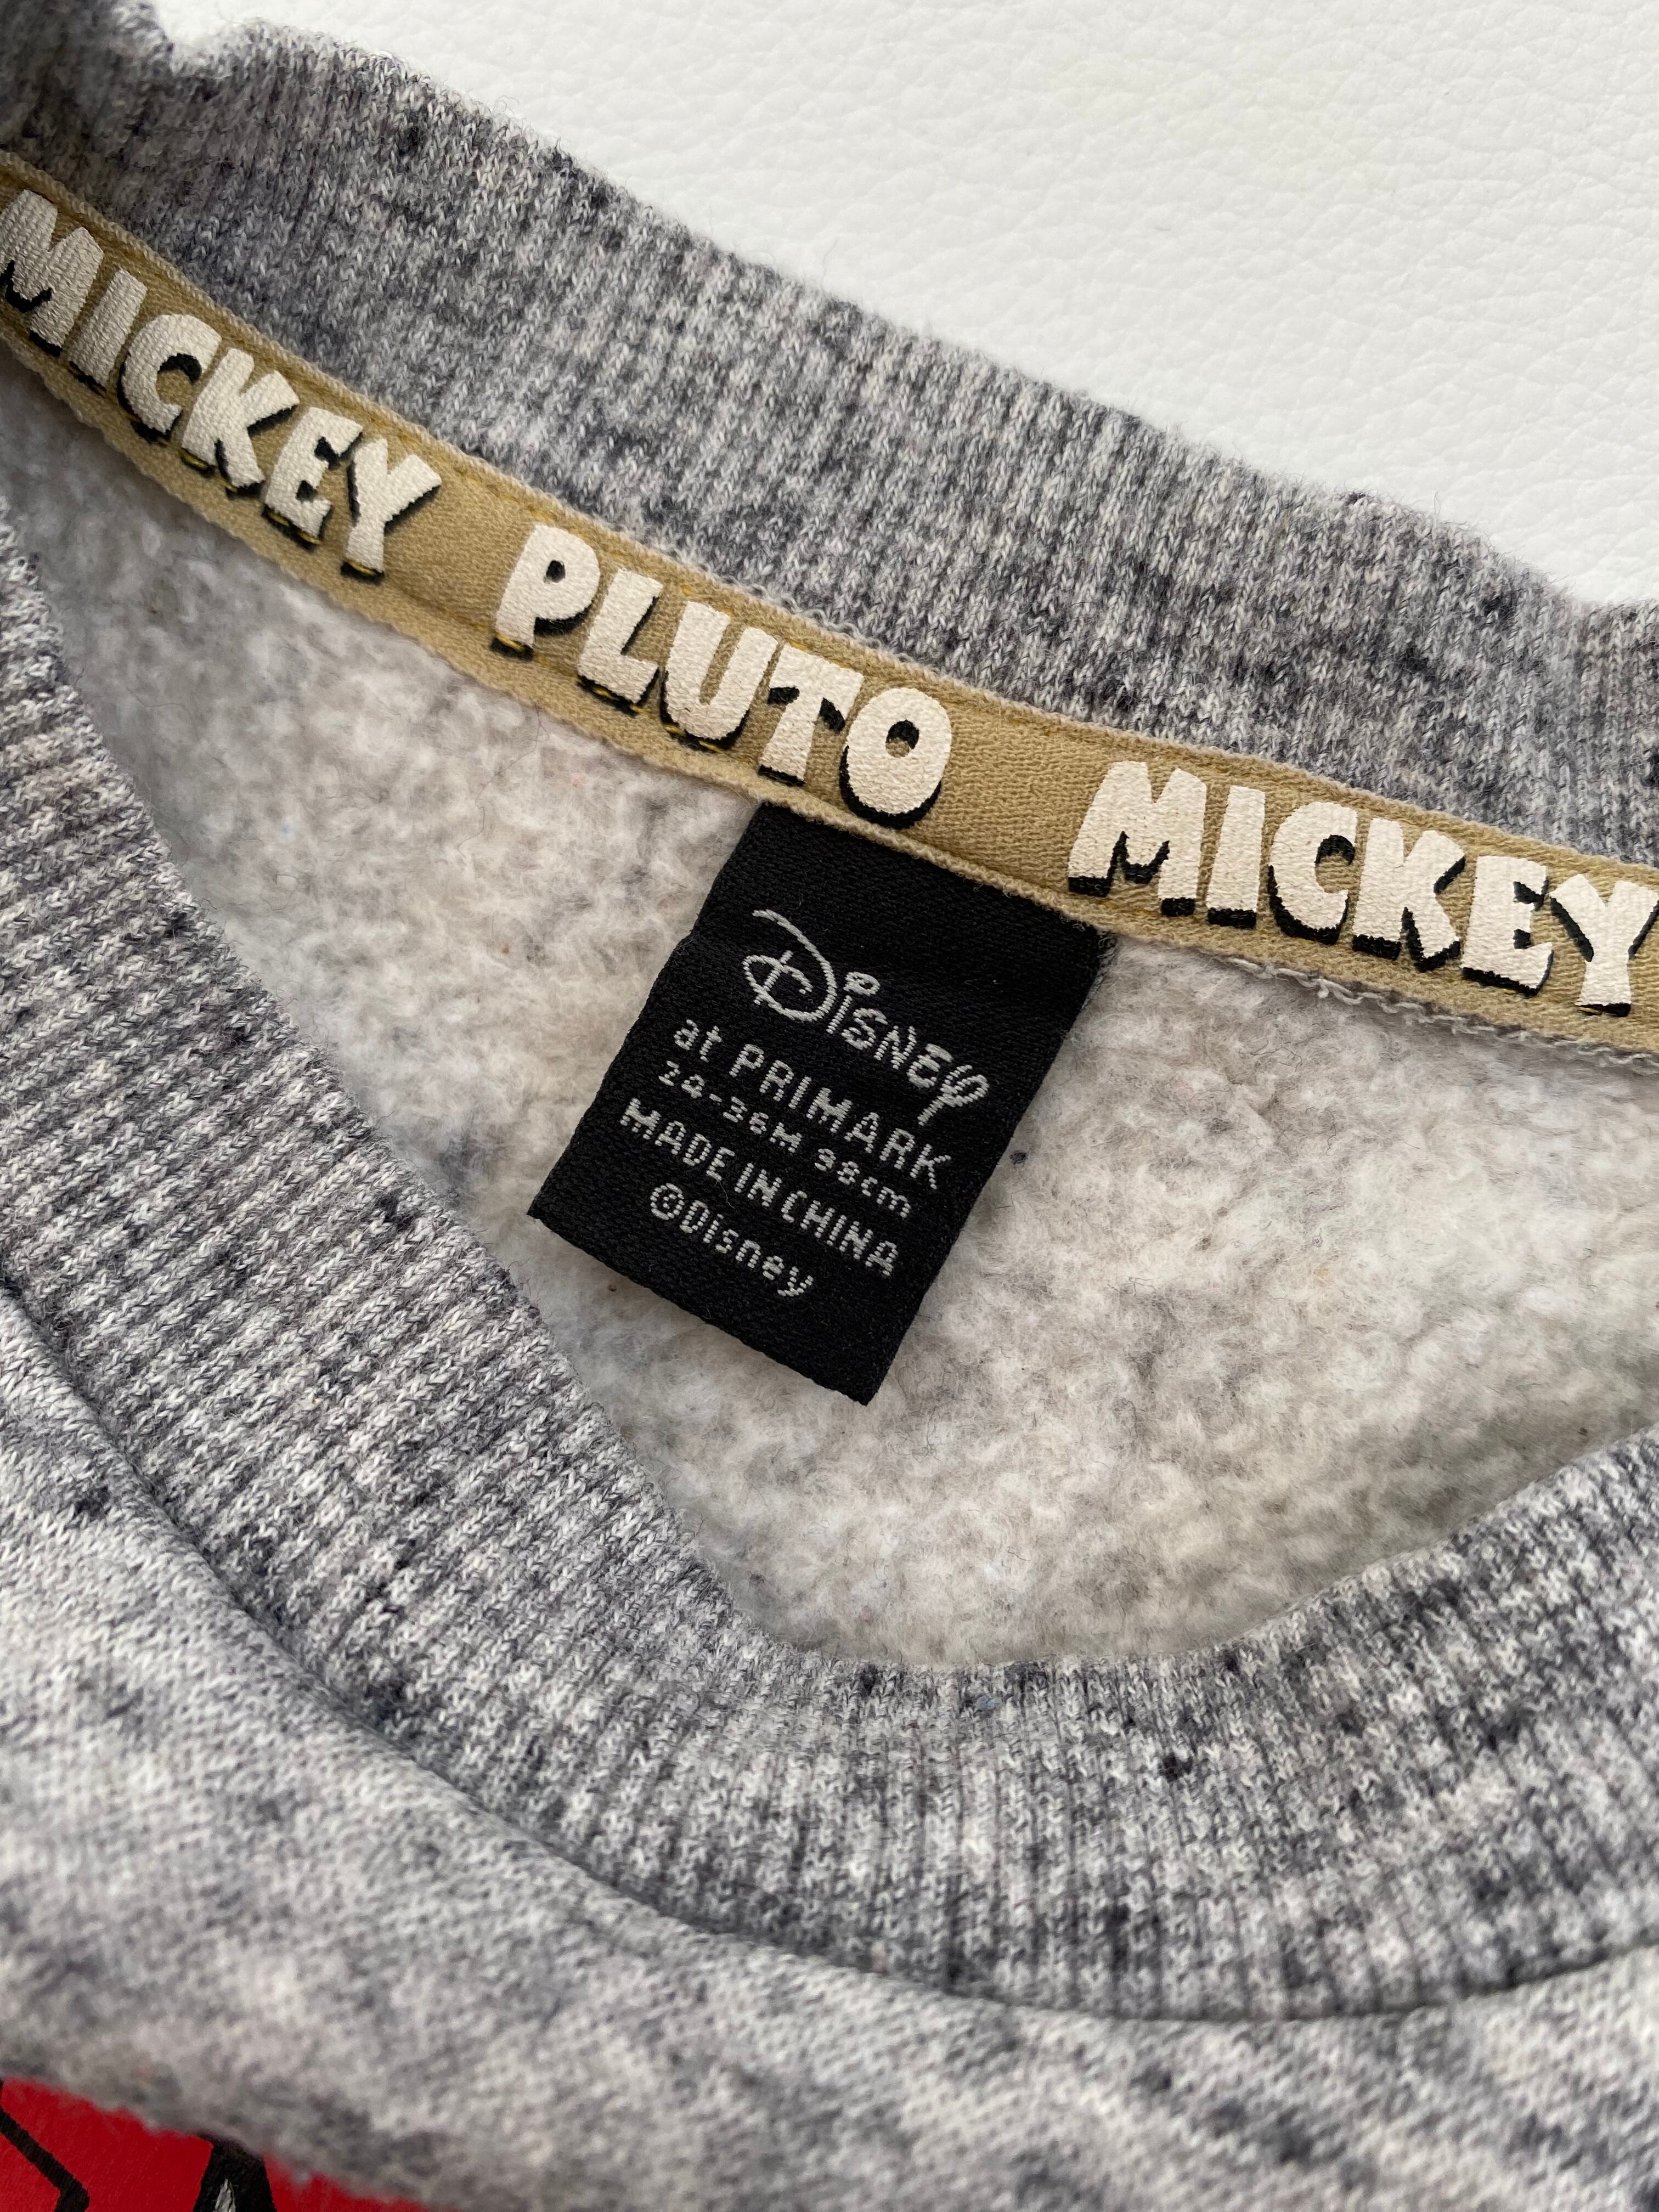 MICKEY PLUTO MICKEY
Disney
at PRIMARK
24-36M 98cm
MADE IN CHINA
©Disney